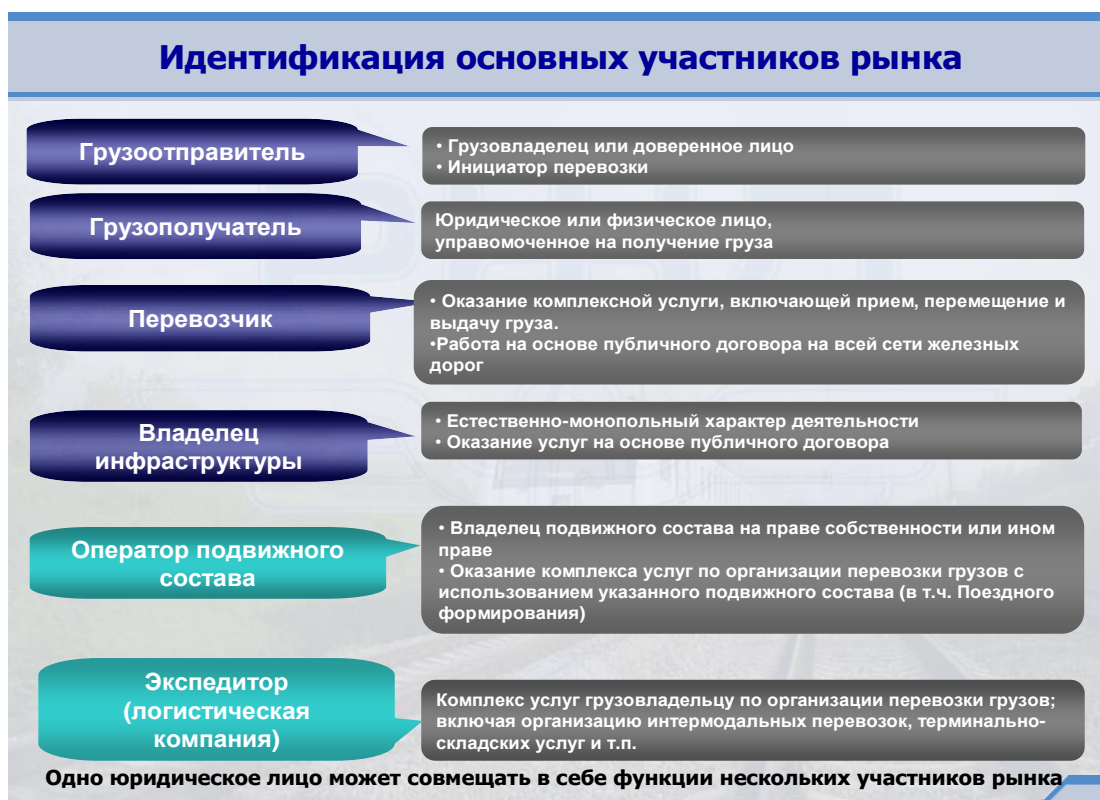 Идентификация основных участников рынка
Грузоотправитель
• Грузовладелец или доверенное лицо
• Инициатор перевозки
Грузополучатель
Юридическое или физическое лицо,
управомоченное на получение груза
Перевозчик
• Оказание комплексной услуги, включающей прием, перемещение и
выдачу груза.
•Работа на основе публичного договора на всей сети железных
дорог
Владелец
инфраструктуры
• Естественно-монопольный характер деятельности
• Оказание услуг на основе публичного договора
Оператор подвижного
состава
• Владелец подвижного состава на праве собственности или ином
праве
• Оказание комплекса услуг по организации перевозки грузов с
использованием указанного подвижного состава (в т.ч. Поездного
формирования)
Экспедитор
(логистическая
компания)
Комплекс услуг грузовладельцу по организации перевозки грузов;
включая организацию интермодальных перевозок, терминально-
складских услуг и т.п.
Одно юридическое лицо может совмещать в себе функции нескольких участников рынка